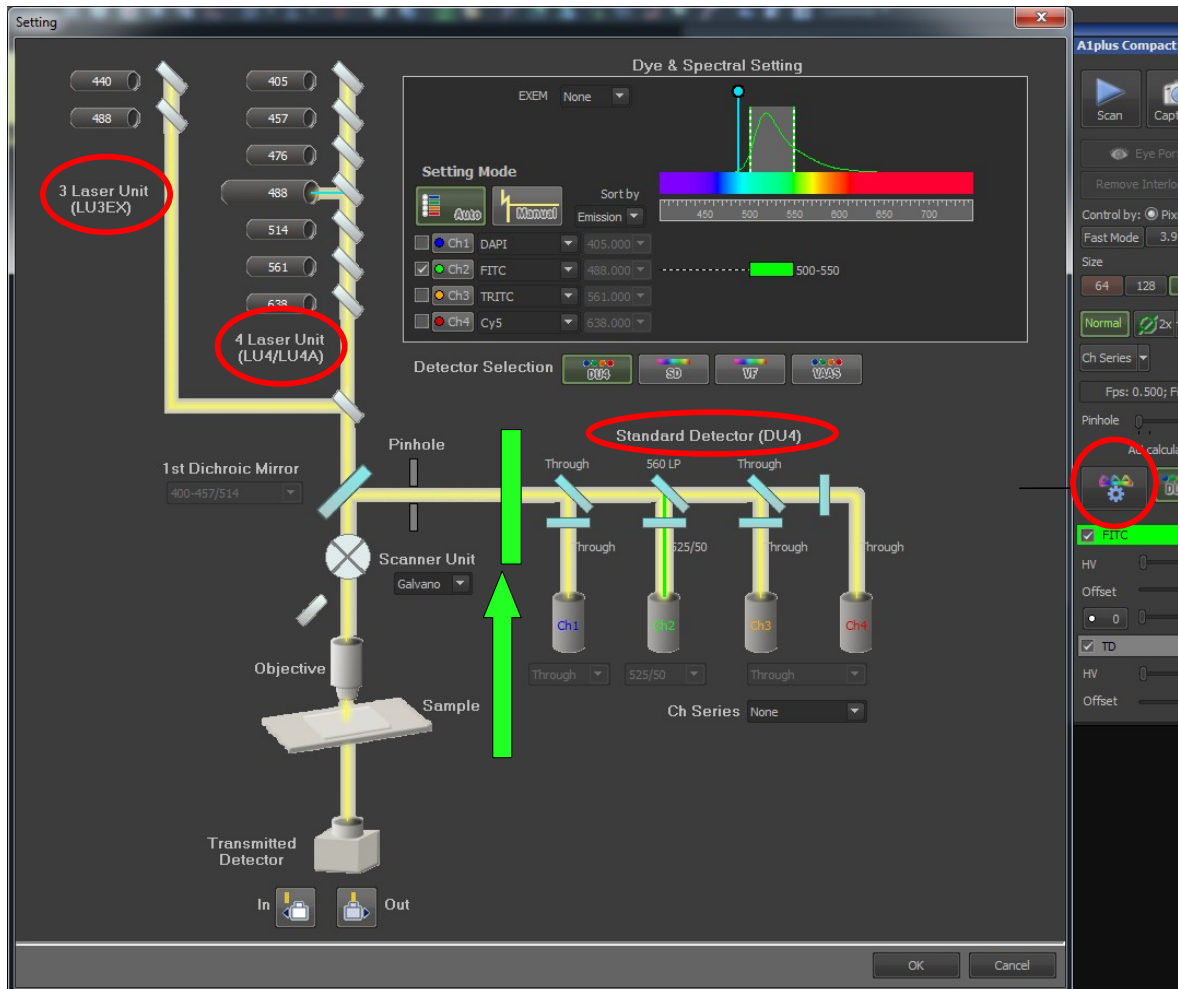 Setting
440
488
405
457
476
488
514
561
638
3 Laser Unit
(LU3EX)
4 Laser Unit
(LU4/LU4A)
Dye & Spectral Setting
EXEM None
Setting Mode
Auto
Manual
Sort by
Emission
450 500 550 600 650 700
Ch1 DAPI 405.000
Ch2 FITC 488.000 500-550
Ch3 TRITC 561.000
Ch4 Cy5 638.000
Detector Selection DU4 SD VF VAAS
Standard Detector (DU4)
Pinhole
1st Dichroic Mirror
400-457/514
Through 560 LP Through
Through 525/50 Through Through
Scanner Unit
Galvano
Ch1 Ch2 Ch3 Ch4
Through 525/50 Through
Objective
Sample
Ch Series None
Transmitted
Detector
In Out
OK Cancel
A1plus Compact
Scan
Eye Port
Control by: Pix
Fast Mode 3.9
Size
64 128
Normal 2x
Ch Series
Fps: 0.500;
Pinhole
FITC
HV
Offset
0
TD
HV
Offset